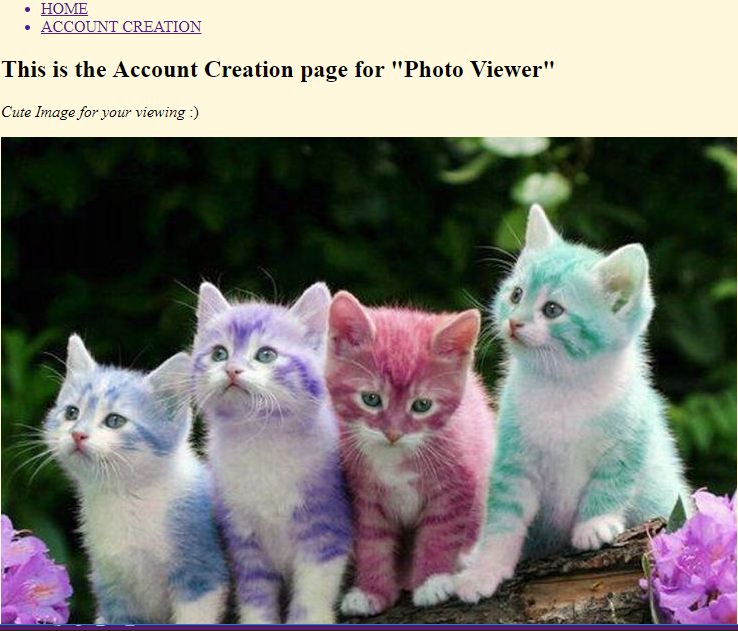 HOME
ACCOUNT CREATION
This is the Account Creation page for "Photo Viewer"
Cute Image for your viewing :)